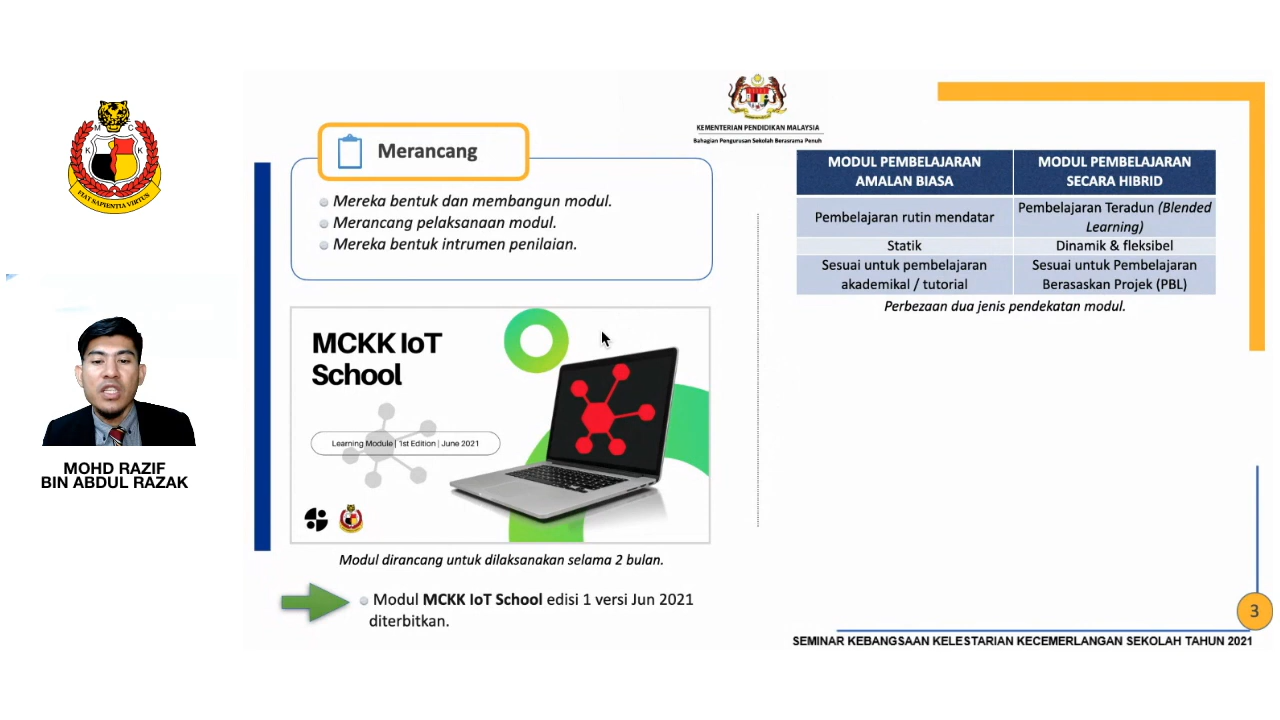 M C
K K
FIAT SAPIENTIA VIRTUS
MOHD RAZIF
BIN ABDUL RAZAK
Merancang
Mereka bentuk dan membangun modul.
Merancang pelaksanaan modul.
Mereka bentuk intrumen penilaian.
MCKK IoT
School
Learning Module | 1st Edition | June 2021
Modul dirancang untuk dilaksanakan selama 2 bulan.
Modul MCKK IoT School edisi 1 versi Jun 2021
diterbitkan.
KEMENTERIAN PENDIDIKAN MALAYSIA
Bahagian Pengurusan Sekolah Berasrama Penuh
MODUL PEMBELAJARAN
AMALAN BIASA
MODUL PEMBELAJARAN
SECARA HIBRID
Pembelajaran rutin mendatar
Pembelajaran Teradun (Blended
Learning)
Statik
Dinamik & fleksibel
Sesuai untuk pembelajaran
akademikal / tutorial
Sesuai untuk Pembelajaran
Berasaskan Projek (PBL)
Perbezaan dua jenis pendekatan modul.
3
SEMINAR KEBANGSAAN KELESTARIAN KECEMERLANGAN SEKOLAH TAHUN 2021